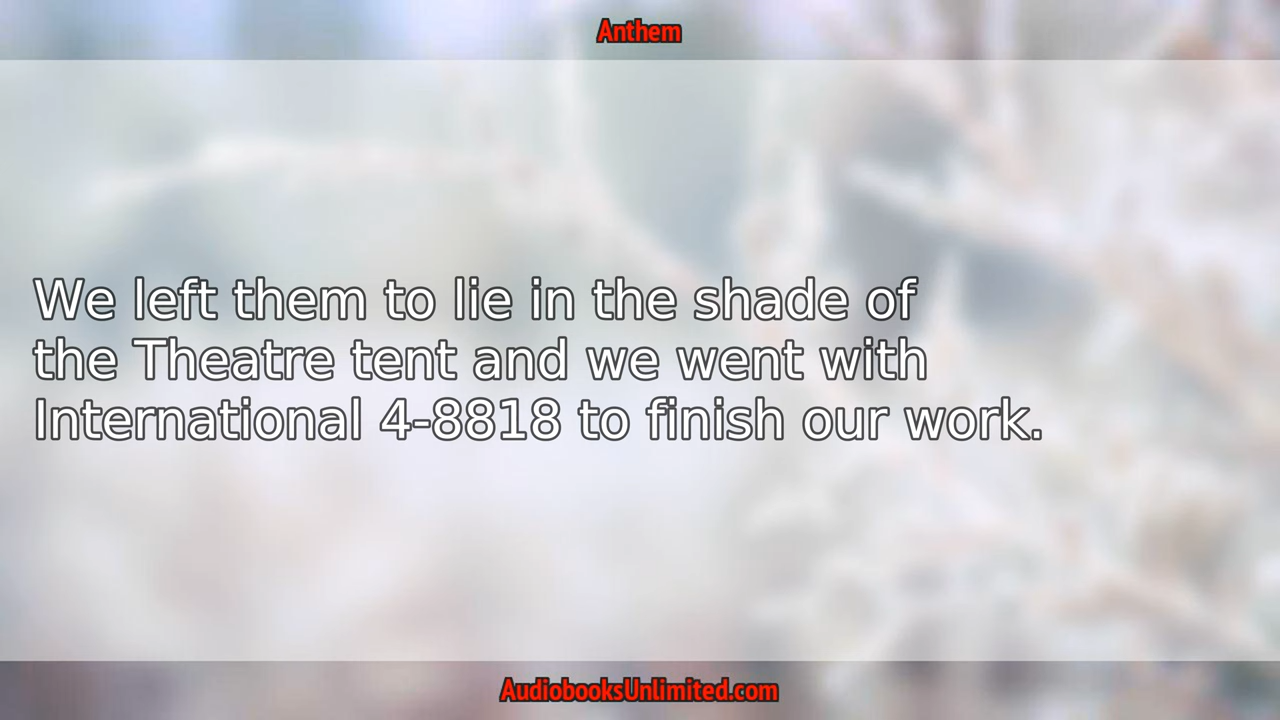 Anthem
We left them to lie in the shade of
the Theatre tent and we went with
International 4-8818 to finish our work.
AudiobooksUnlimited.com